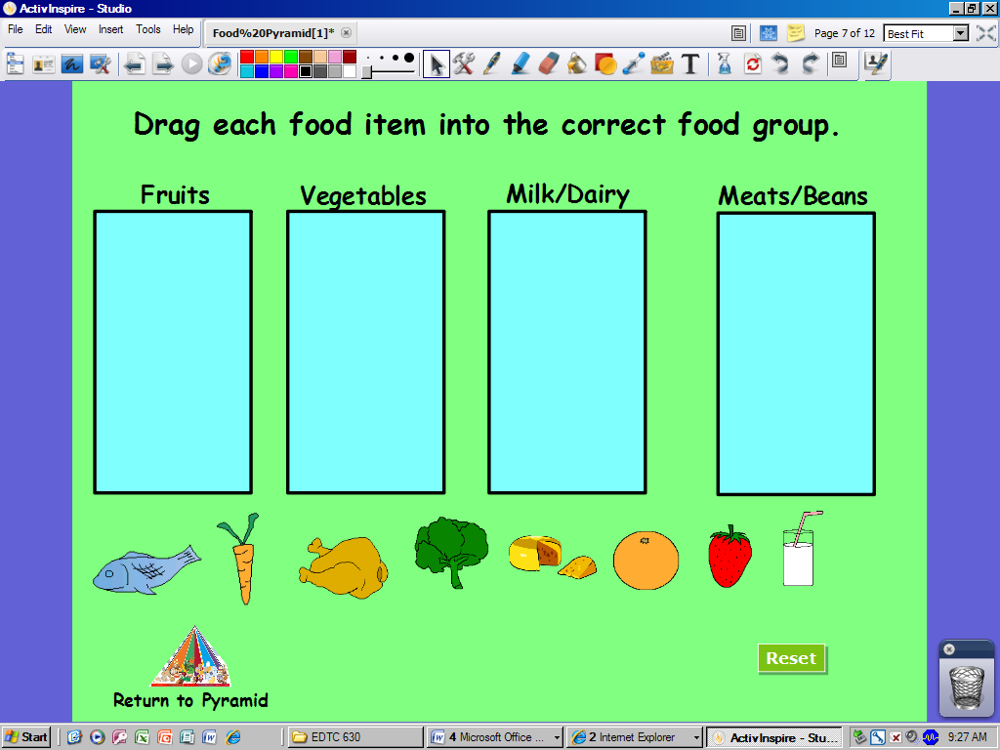 ActivInspire - Studio
File Edit View Insert Tools Help
Food%20Pyramid[1]*
Page 7 of 12
Best Fit
T
Drag each food item into the correct food group.
Fruits
Vegetables
Milk/Dairy
Meats/Beans
Reset
Return to Pyramid
Start
EDTC 630
4 Microsoft Office ...
2 Internet Explorer
ActivInspire - Stu...
9:27 AM